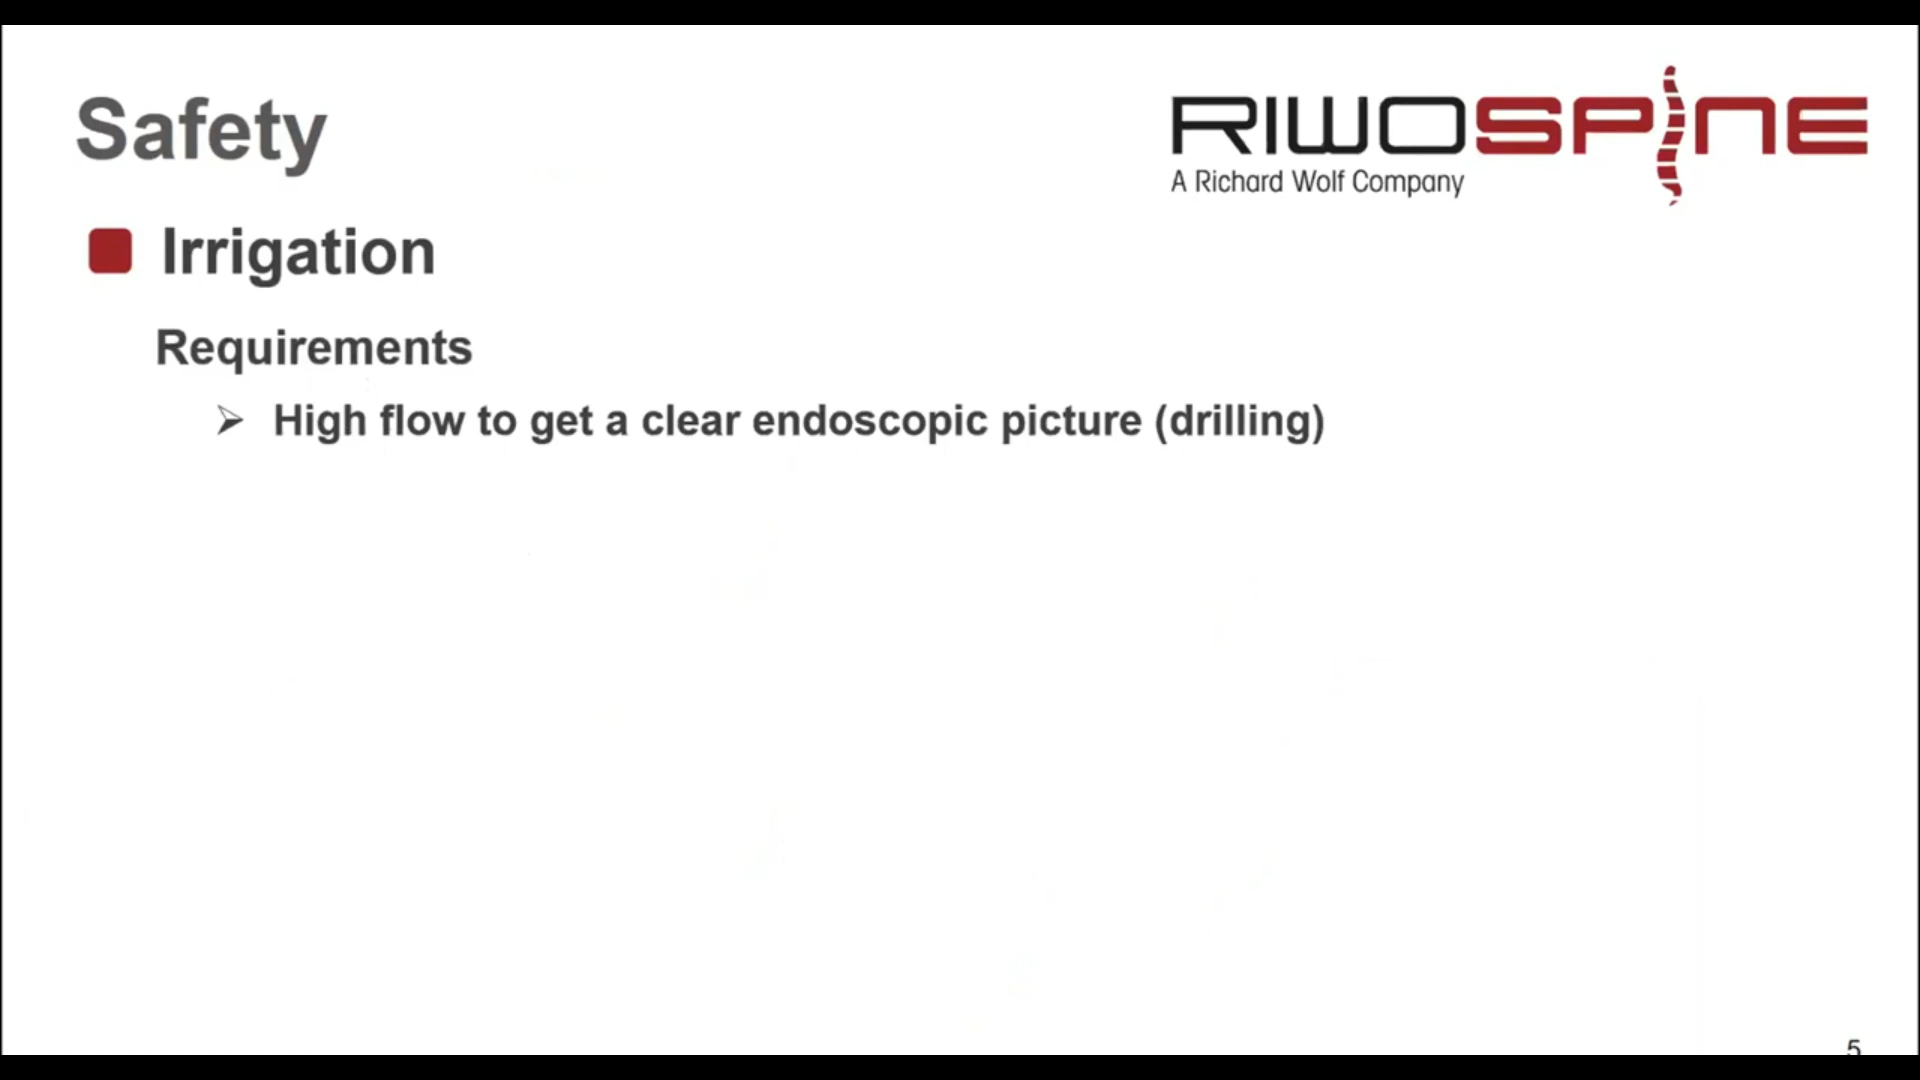 Safety
RIWOSPINE
A Richard Wolf Company
Irrigation
Requirements
High flow to get a clear endoscopic picture (drilling)
5